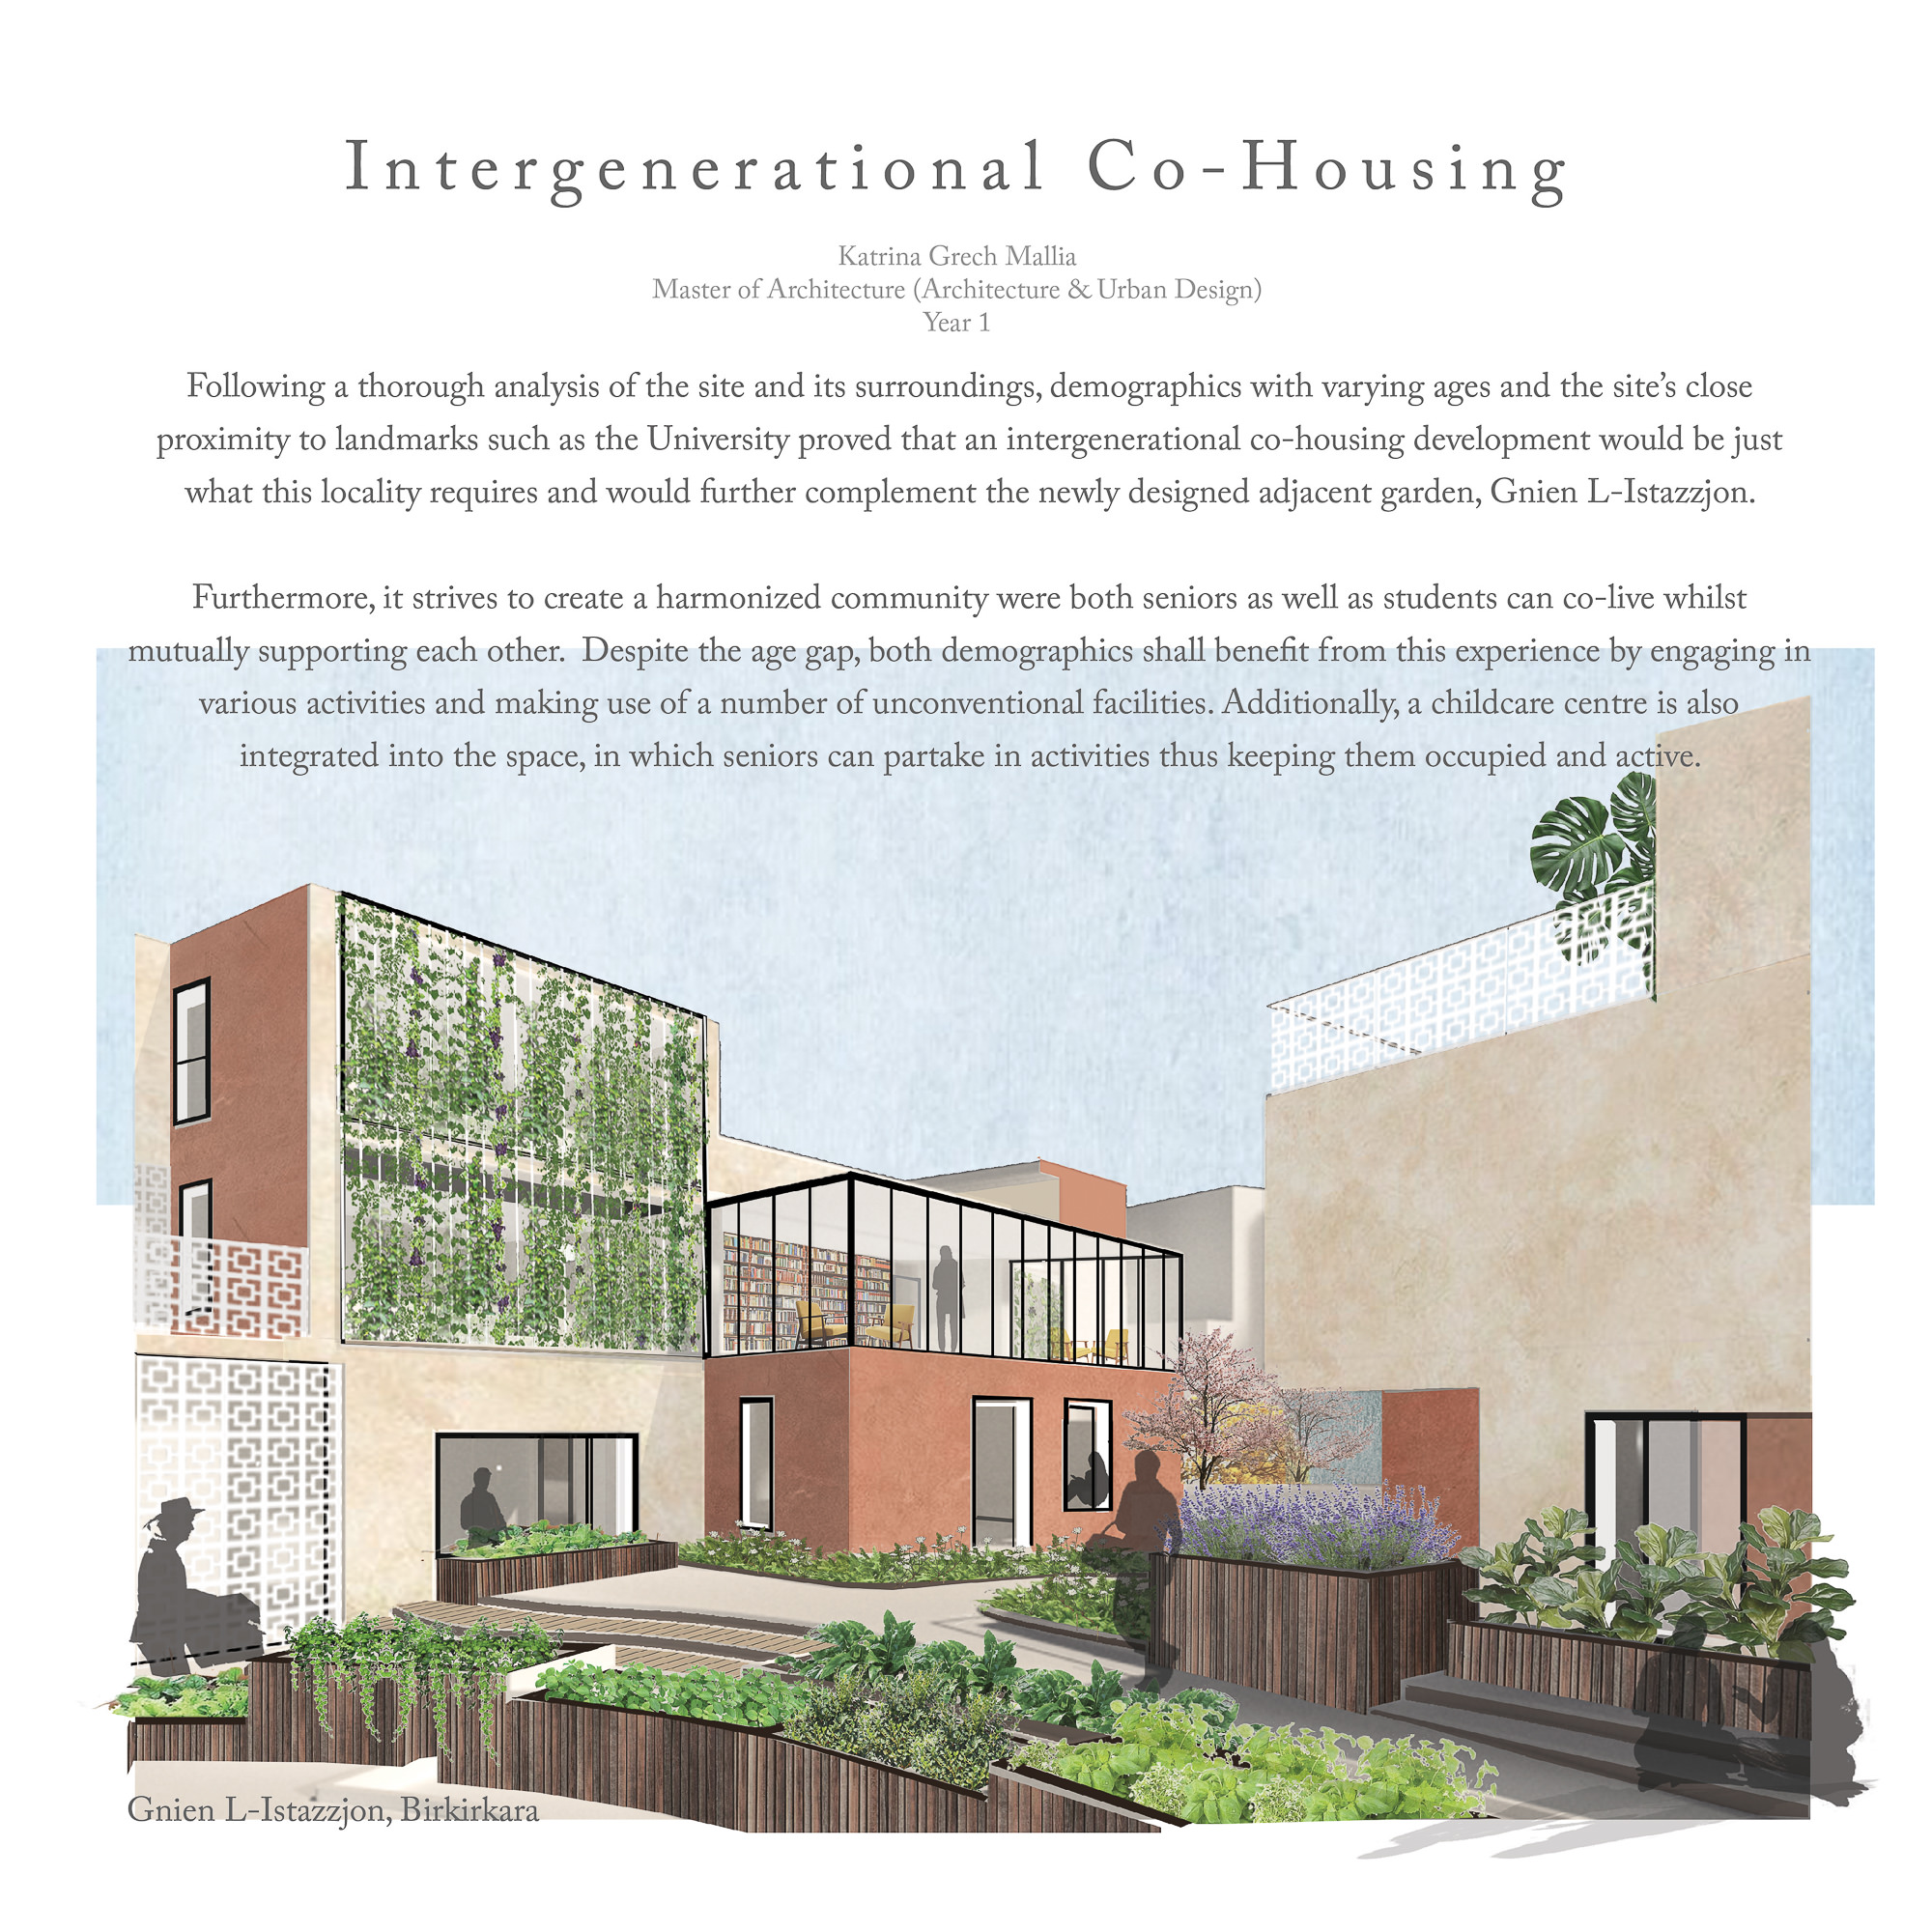 Intergenerational Co-Housing
Katrina Grech Mallia
Master of Architecture (Architecture & Urban Design)
Year 1
Following a thorough analysis of the site and its surroundings, demographics with varying ages and the site’s close
proximity to landmarks such as the University proved that an intergenerational co-housing development would be just
what this locality requires and would further complement the newly designed adjacent garden, Gnien L-Istazzjon.
Furthermore, it strives to create a harmonized community were both seniors as well as students can co-live whilst
mutually supporting each other.  Despite the age gap, both demographics shall benefit from this experience by engaging in
various activities and making use of a number of unconventional facilities. Additionally, a childcare centre is also
integrated into the space, in which seniors can partake in activities thus keeping them occupied and active.
Gnien L-Istazzjon, Birkirkara